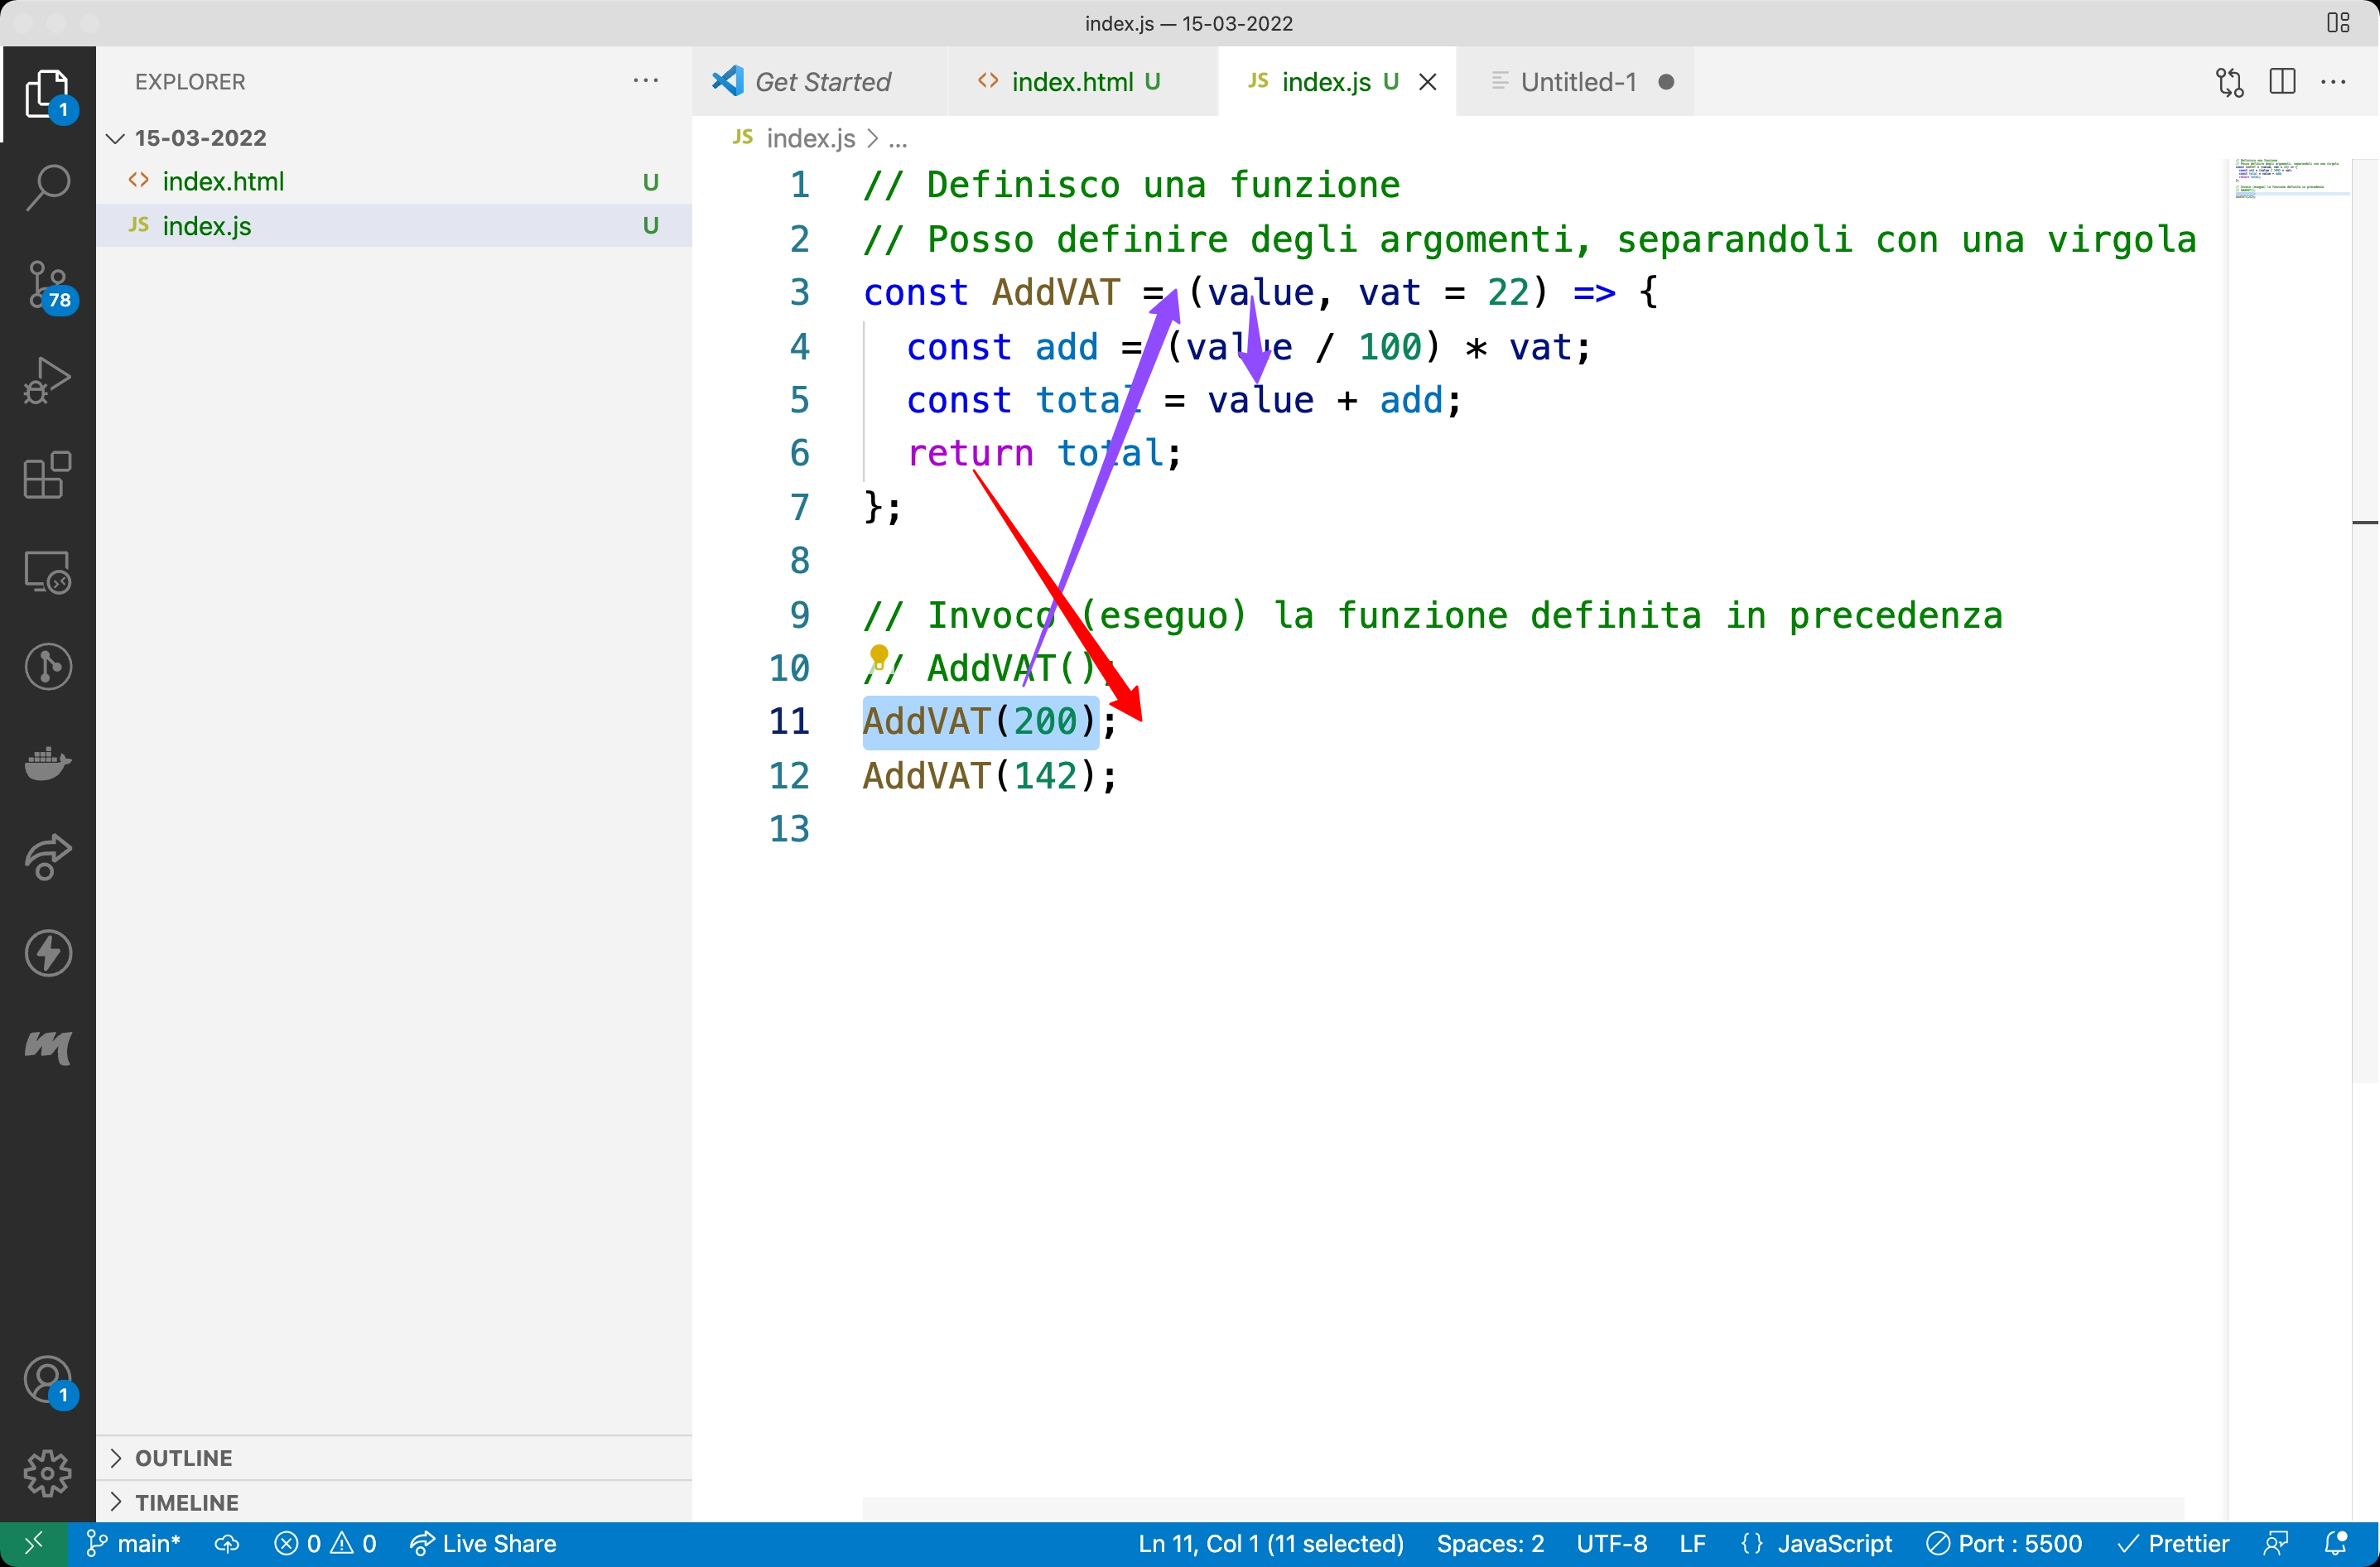 index.js — 15-03-2022
EXPLORER
Get Started
index.html U
JS index.js U
Untitled-1
1
15-03-2022
index.html U
JS index.js U
JS index.js > ...
1 // Definisco una funzione
2 // Posso definire degli argomenti, separandoli con una virgola
3 const AddVAT = (value, vat = 22) => {
4 const add = (value / 100) * vat;
5 const total = value + add;
6 return total;
7 };
8
9 // Invoco (eseguo) la funzione definita in precedenza
10 // AddVAT();
11 AddVAT(200);
12 AddVAT(142);
13
78
1
OUTLINE
TIMELINE
main* 0 0 Live Share Ln 11, Col 1 (11 selected) Spaces: 2 UTF-8 LF {} JavaScript Port : 5500 Prettier